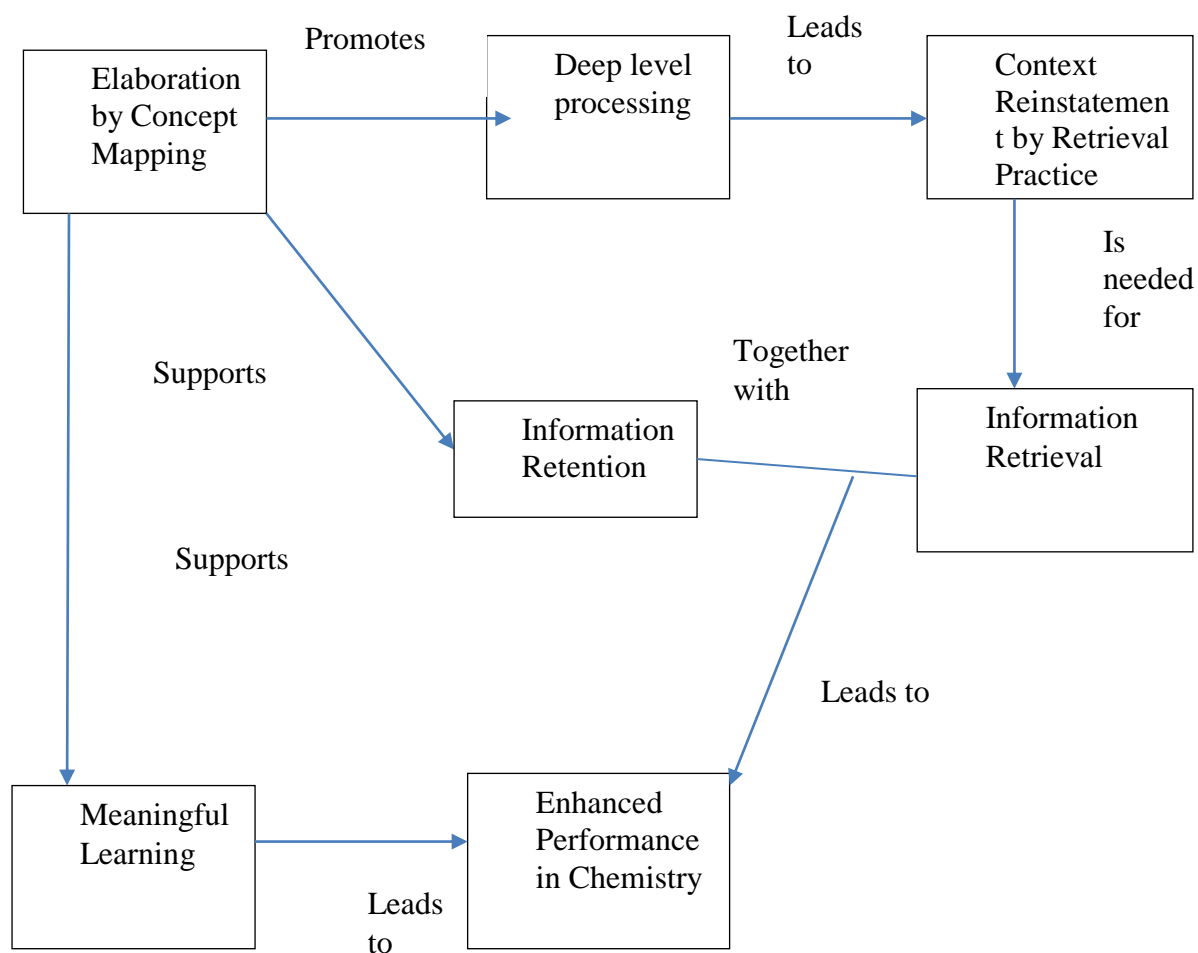 Promotes
Leads
to
Elaboration
by Concept
Mapping
Deep level
processing
Context
Reinstatemen
t by Retrieval
Practice
Is
needed
for
Supports
Together
with
Information
Retention
Information
Retrieval
Supports
Leads to
Meaningful
Learning
Enhanced
Performance
in Chemistry
Leads
to